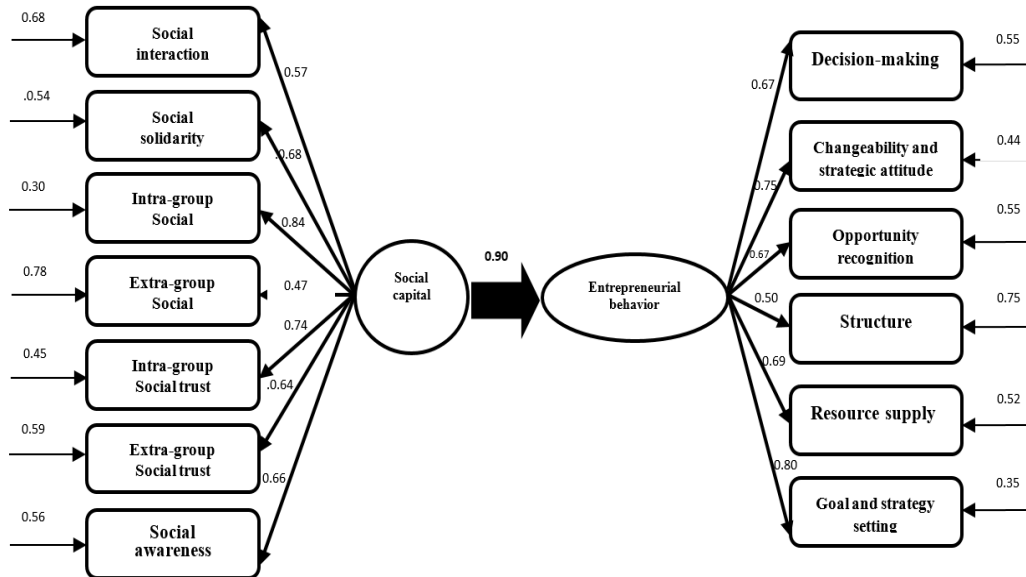 0.68
Social
interaction
0.57
.0.54
Social
solidarity
.0.68
0.30
Intra-group
Social
0.84
0.78
Extra-group
Social
0.47
0.45
Intra-group
Social trust
0.74
0.59
Extra-group
Social trust
.0.64
0.56
Social
awareness
0.66
Social
capital
0.90
Entrepreneurial
behavior
0.67
Decision-making
0.55
0.75
Changeability and
strategic attitude
0.44
0.67
Opportunity
recognition
0.55
0.50
Structure
0.75
0.69
Resource supply
0.52
0.80
Goal and strategy
setting
0.35